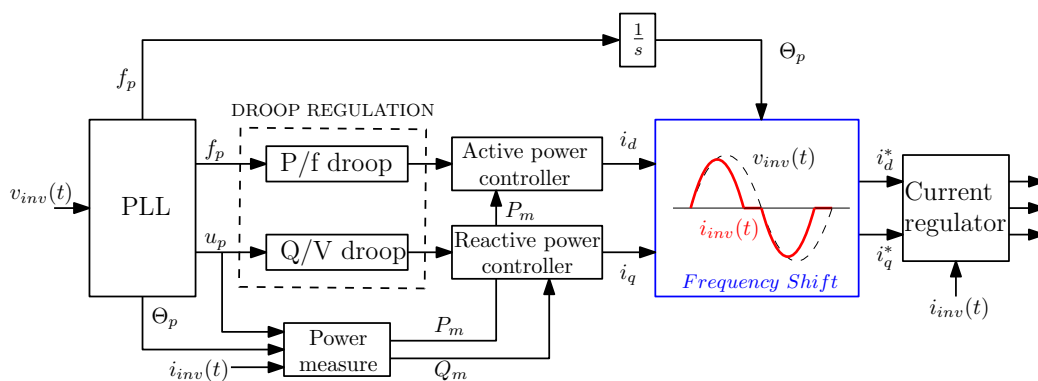 1
s
Θ_p
f_p
DROOP REGULATION
f_p
P/f droop
Active power
controller
i_d
v_inv(t)
i_d^*
v_inv(t)
PLL
Current
regulator
P_m
i_inv(t)
u_p
Q/V droop
Reactive power
controller
i_q
i_q^*
Frequency Shift
Θ_p
P_m
i_inv(t)
Power
measure
i_inv(t)
Q_m